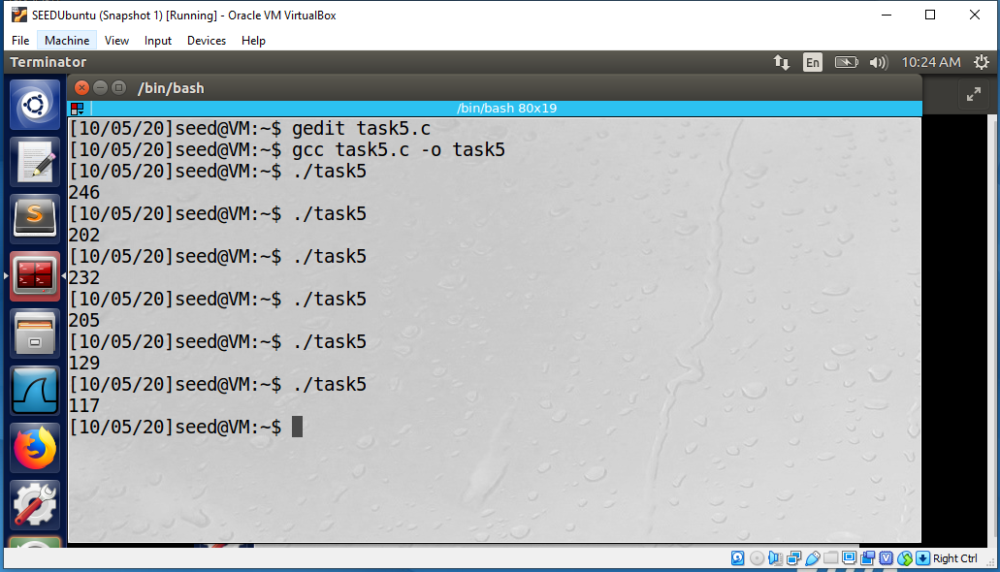 SEEDUbuntu (Snapshot 1) [Running] - Oracle VM VirtualBox
File Machine View Input Devices Help
Terminator En 10:24 AM
/bin/bash
/bin/bash 80x19
[10/05/20]seed@VM:~$ gedit task5.c
[10/05/20]seed@VM:~$ gcc task5.c -o task5
[10/05/20]seed@VM:~$ ./task5
246
[10/05/20]seed@VM:~$ ./task5
202
[10/05/20]seed@VM:~$ ./task5
232
[10/05/20]seed@VM:~$ ./task5
205
[10/05/20]seed@VM:~$ ./task5
129
[10/05/20]seed@VM:~$ ./task5
117
[10/05/20]seed@VM:~$
Right Ctrl